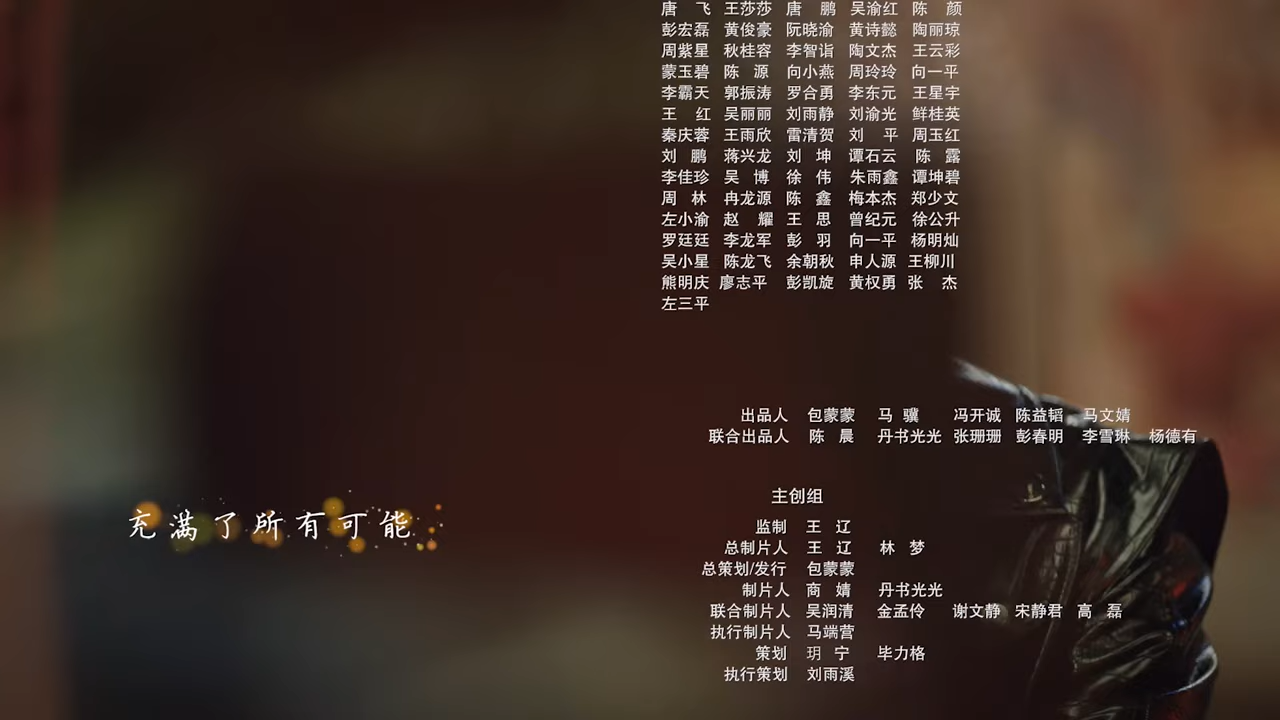 唐 飞 王莎莎 唐 鹏 吴渝红 陈 颜
彭宏磊 黄俊豪 阮晓渝 黄诗懿 陶丽琼
周紫星 秋桂容 李智诣 陶文杰 王云彩
蒙玉碧 陈 源 向小燕 周玲玲 向一平
李霸天 郭振涛 罗合勇 李东元 王星宇
王 红 吴丽丽 刘雨静 刘渝光 鲜桂英
秦庆蓉 王雨欣 雷清贺 刘 平 周玉红
刘 鹏 蒋兴龙 刘 坤 谭石云 陈 露
李佳珍 吴 博 徐 伟 朱雨鑫 谭坤碧
周 林 冉龙源 陈 鑫 梅本杰 郑少文
左小渝 赵 耀 王 思 曾纪元 徐公升
罗廷廷 李龙军 彭 羽 向一平 杨明灿
吴小星 陈龙飞 余朝秋 申人源 王柳川
熊明庆 廖志平 彭凯旋 黄权勇 张 杰
左三平
出品人 包蒙蒙 马 骥 冯开诚 陈益韬 马文婧
联合出品人 陈 晨 丹书光光 张珊珊 彭春明 李雪琳 杨德有
主创组
监制 王 辽
总制片人 王 辽 林 梦
总策划/发行 包蒙蒙
制片人 商 婧 丹书光光
联合制片人 吴润清 金孟伶 谢文静 宋静君 高 磊
执行制片人 马端营
策划 玥 宁 毕力格
执行策划 刘雨溪
充满了所有可能